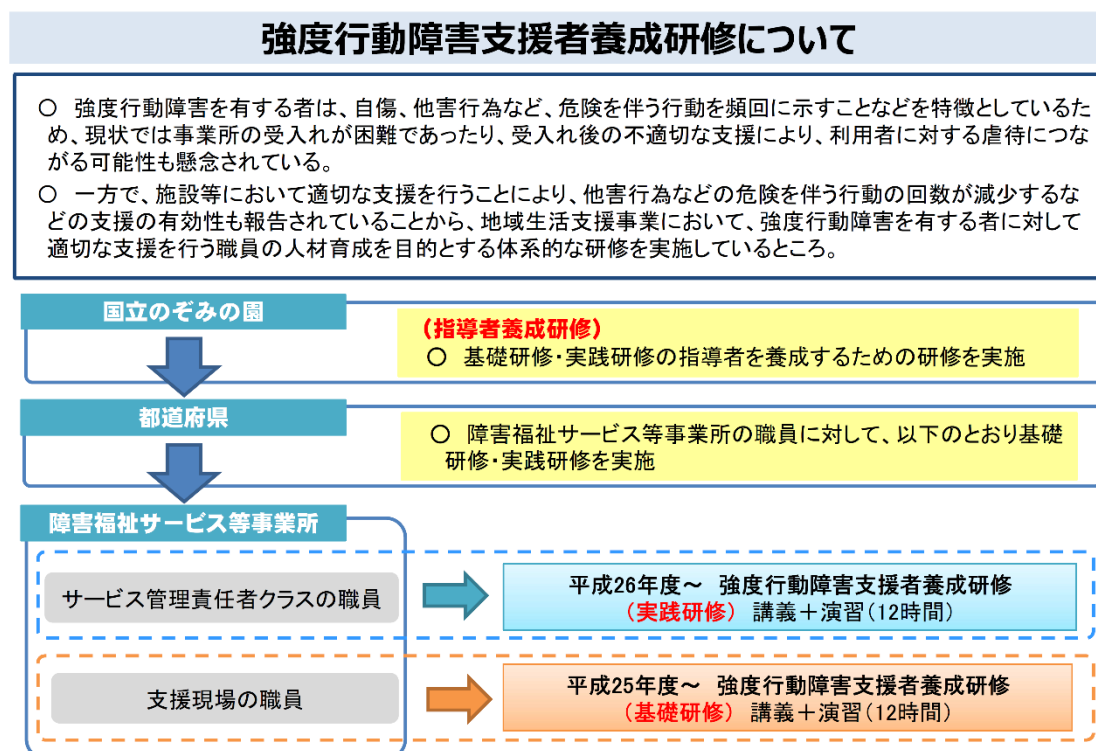 強度行動障害支援者養成研修について
○ 強度行動障害を有する者は、自傷、他害行為など、危険を伴う行動を頻回に示すことなどを特徴としているた
め、現状では事業所の受入れが困難であったり、受入れ後の不適切な支援により、利用者に対する虐待につな
がる可能性も懸念されている。
○ 一方で、施設等において適切な支援を行うことにより、他害行為などの危険を伴う行動の回数が減少するな
どの支援の有効性も報告されていることから、地域生活支援事業において、強度行動障害を有する者に対して
適切な支援を行う職員の人材育成を目的とする体系的な研修を実施しているところ。
国立のぞみの園
(指導者養成研修)
○ 基礎研修・実践研修の指導者を養成するための研修を実施
都道府県
○ 障害福祉サービス等事業所の職員に対して、以下のとおり基礎
研修・実践研修を実施
障害福祉サービス等事業所
サービス管理責任者クラスの職員
平成26年度~ 強度行動障害支援者養成研修
(実践研修) 講義+演習(12時間)
支援現場の職員
平成25年度~ 強度行動障害支援者養成研修
(基礎研修) 講義+演習(12時間)